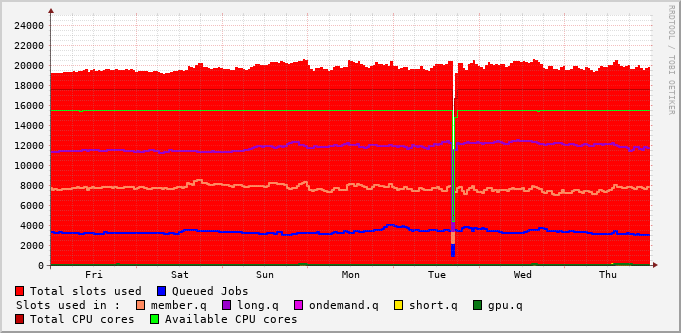 RRDTOOL / TOBI OETIKER
24000
22000
20000
18000
16000
14000
12000
10000
8000
6000
4000
2000
0
Fri Sat Sun Mon Tue Wed Thu
Total slots used Queued Jobs
Slots used in : member.q long.q ondemand.q short.q gpu.q
Total CPU cores Available CPU cores